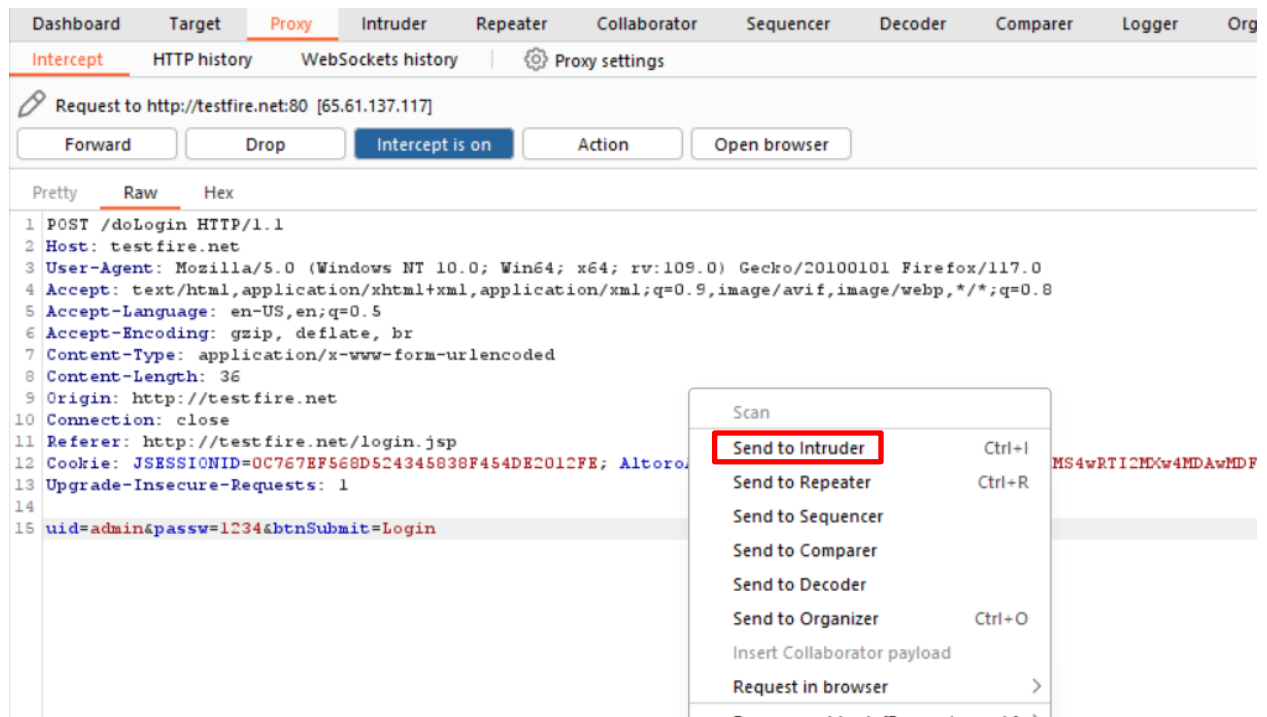 Dashboard Target Proxy Intruder Repeater Collaborator Sequencer Decoder Comparer Logger Org
Intercept HTTP history WebSockets history Proxy settings
Request to http://testfire.net:80 [65.61.137.117]
Forward Drop Intercept is on Action Open browser
Pretty Raw Hex
1 POST /doLogin HTTP/1.1
2 Host: testfire.net
3 User-Agent: Mozilla/5.0 (Windows NT 10.0; Win64; x64; rv:109.0) Gecko/20100101 Firefox/117.0
4 Accept: text/html,application/xhtml+xml,application/xml;q=0.9,image/avif,image/webp,*/*;q=0.8
5 Accept-Language: en-US,en;q=0.5
6 Accept-Encoding: gzip, deflate, br
7 Content-Type: application/x-www-form-urlencoded
8 Content-Length: 36
9 Origin: http://testfire.net
10 Connection: close
11 Referer: http://testfire.net/login.jsp
12 Cookie: JSESSIONID=0C767EF568D524345838F454DE2012FE; Altoro MS4wRTI2MXw4MDAwMDF
13 Upgrade-Insecure-Requests: 1
14
15 uid=admin&passw=1234&btnSubmit=Login
Scan
Send to Intruder Ctrl+I
Send to Repeater Ctrl+R
Send to Sequencer
Send to Comparer
Send to Decoder
Send to Organizer Ctrl+O
Insert Collaborator payload
Request in browser